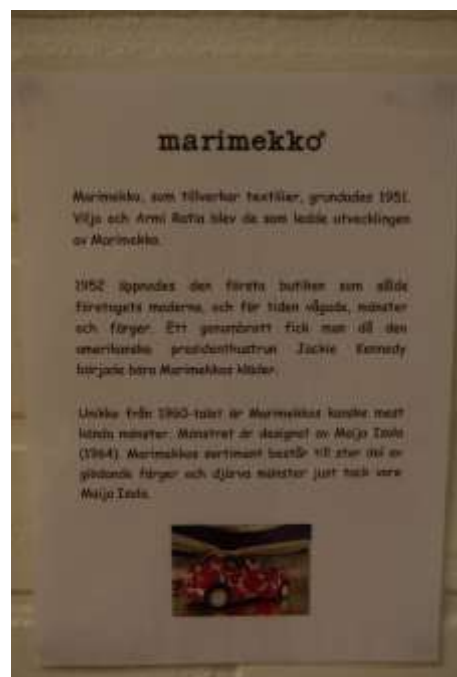 marimekko
Marimekko, som tillverkar textilier, grundades 1951.
Viljo och Armi Ratia blev de som ledde utvecklingen
av Marimekko.
1952 öppnades den första butiken som sålde
företagets moderna, och för tiden vågade, mönster
och färger. Ett genombrott fick man då den
amerikanska presidenthustrun Jackie Kennedy
började bära Marimekkos kläder.
Unikko från 1960-talet är Marimekkos kanske mest
kända mönster. Mönstret är designat av Maija Isola
(1964). Marimekkos sortiment består till stor del av
glödande färger och djärva mönster just tack vare
Maija Isola.